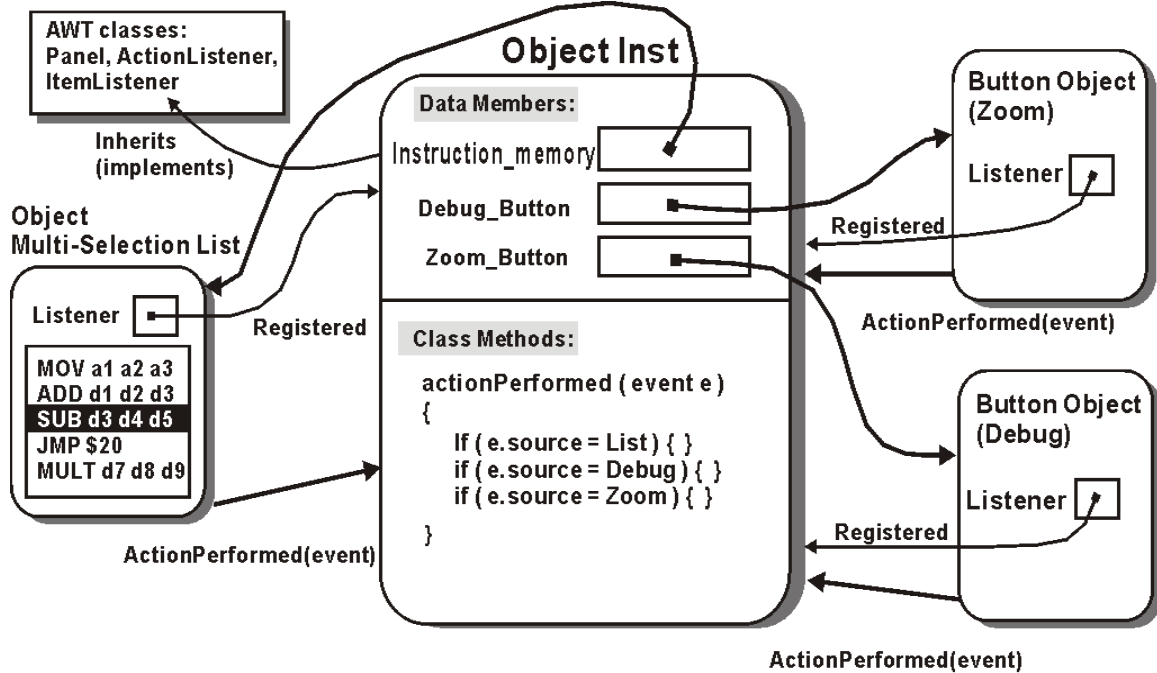 AWT classes:
Panel, ActionListener,
ItemListener
Inherits
(implements)
Object
Multi-Selection List
Listener
MOV a1 a2 a3
ADD d1 d2 d3
SUB d3 d4 d5
JMP $20
MULT d7 d8 d9
Registered
ActionPerformed(event)
Object Inst
Data Members:
Instruction_memory
Debug_Button
Zoom_Button
Class Methods:
actionPerformed ( event e )
{
If ( e.source = List ) { }
if ( e.source = Debug ) { }
if ( e.source = Zoom ) { }
}
Button Object
(Zoom)
Listener
Registered
ActionPerformed(event)
Button Object
(Debug)
Listener
Registered
ActionPerformed(event)